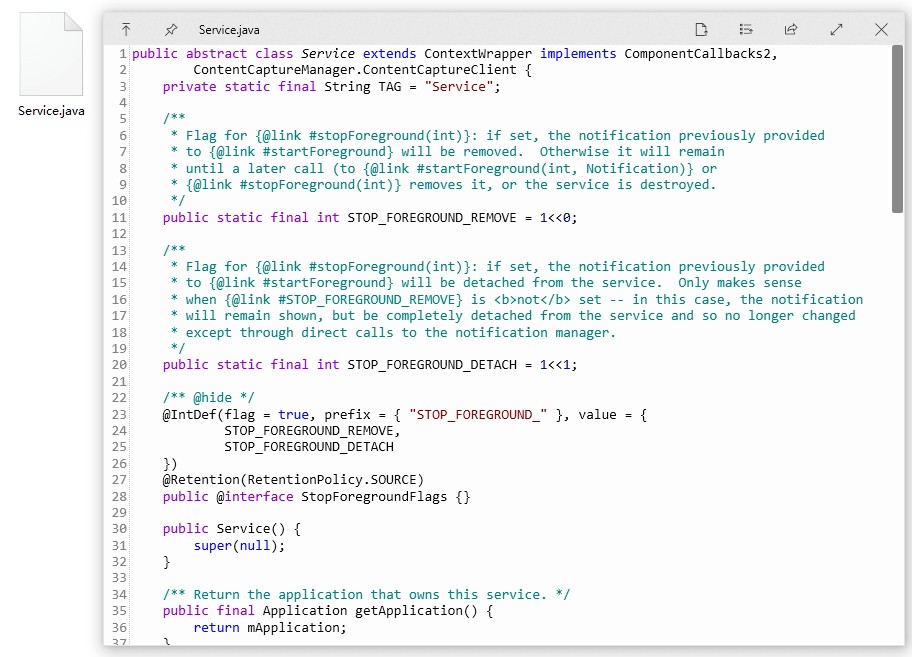 Service.java
Service.java
1 public abstract class Service extends ContextWrapper implements ComponentCallbacks2,
2         ContentCaptureManager.ContentCaptureClient {
3     private static final String TAG = "Service";
4
5     /**
6      * Flag for {@link #stopForeground(int)}: if set, the notification previously provided
7      * to {@link #startForeground} will be removed.  Otherwise it will remain
8      * until a later call (to {@link #startForeground(int, Notification)} or
9      * {@link #stopForeground(int)} removes it, or the service is destroyed.
10      */
11     public static final int STOP_FOREGROUND_REMOVE = 1<<0;
12
13     /**
14      * Flag for {@link #stopForeground(int)}: if set, the notification previously provided
15      * to {@link #startForeground} will be detached from the service.  Only makes sense
16      * when {@link #STOP_FOREGROUND_REMOVE} is <b>not</b> set -- in this case, the notification
17      * will remain shown, but be completely detached from the service and so no longer changed
18      * except through direct calls to the notification manager.
19      */
20     public static final int STOP_FOREGROUND_DETACH = 1<<1;
21
22     /** @hide */
23     @IntDef(flag = true, prefix = { "STOP_FOREGROUND_" }, value = {
24             STOP_FOREGROUND_REMOVE,
25             STOP_FOREGROUND_DETACH
26     })
27     @Retention(RetentionPolicy.SOURCE)
28     public @interface StopForegroundFlags {}
29
30     public Service() {
31         super(null);
32     }
33
34     /** Return the application that owns this service. */
35     public final Application getApplication() {
36         return mApplication;
37     }